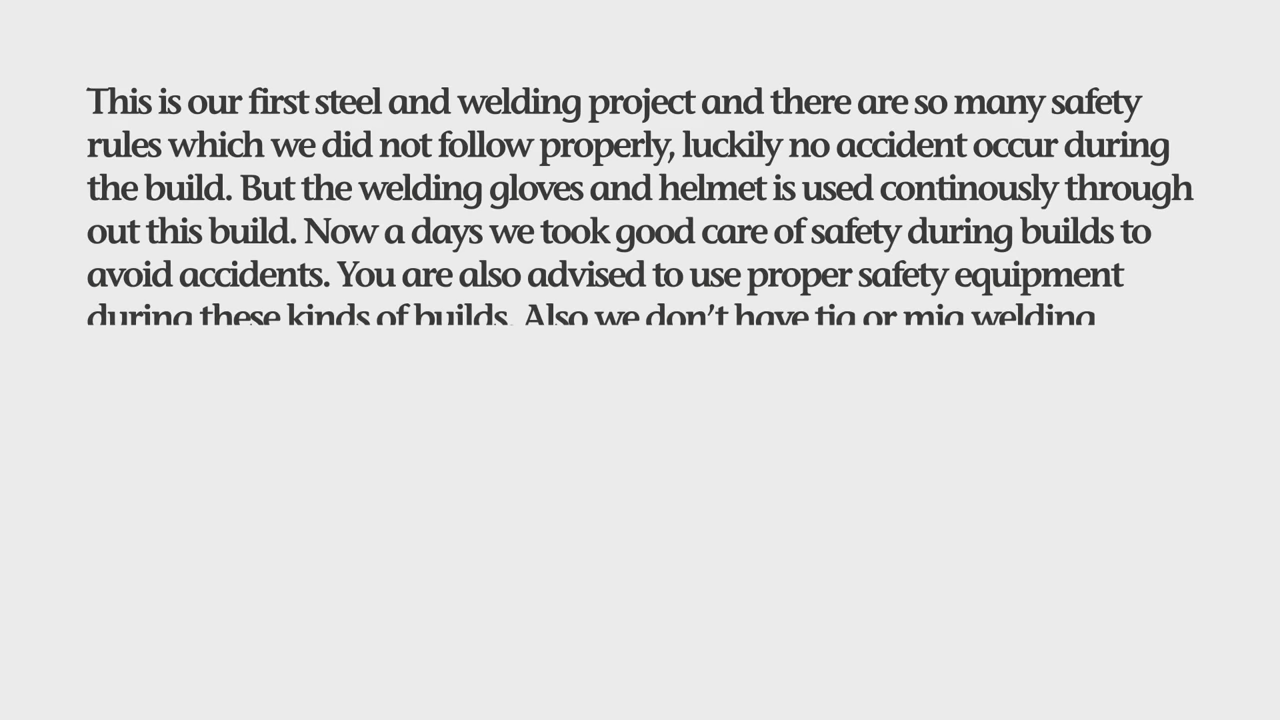 This is our first steel and welding project and there are so many safety
rules which we did not follow properly, luckily no accident occur during
the build. But the welding gloves and helmet is used continously through
out this build. Now a days we took good care of safety during builds to
avoid accidents. You are also advised to use proper safety equipment
during these kinds of builds. Also we don’t have tig or mig welding